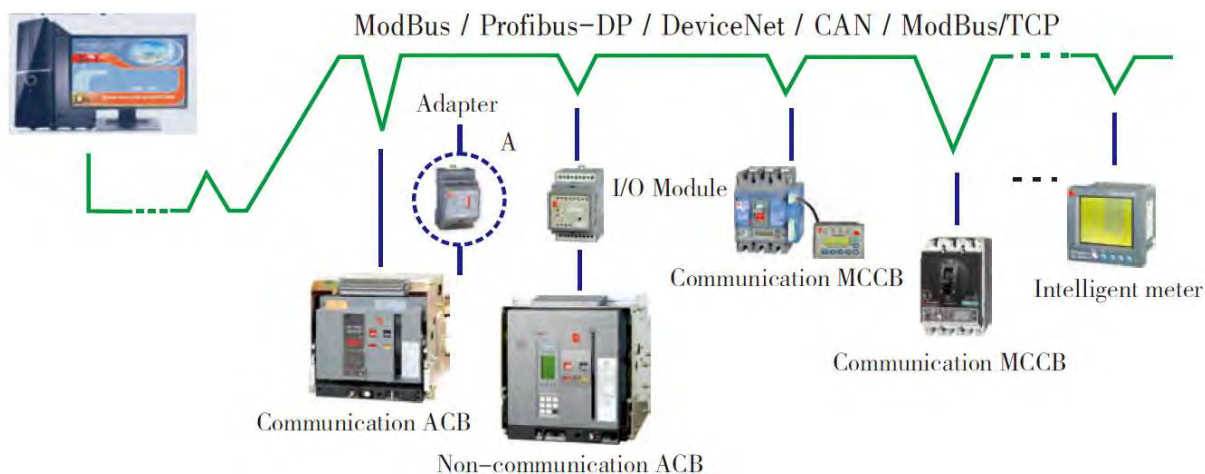 ModBus / Profibus-DP / DeviceNet / CAN / ModBus/TCP
Adapter
A
I/O Module
Communication MCCB
Intelligent meter
Communication MCCB
Communication ACB
Non-communication ACB